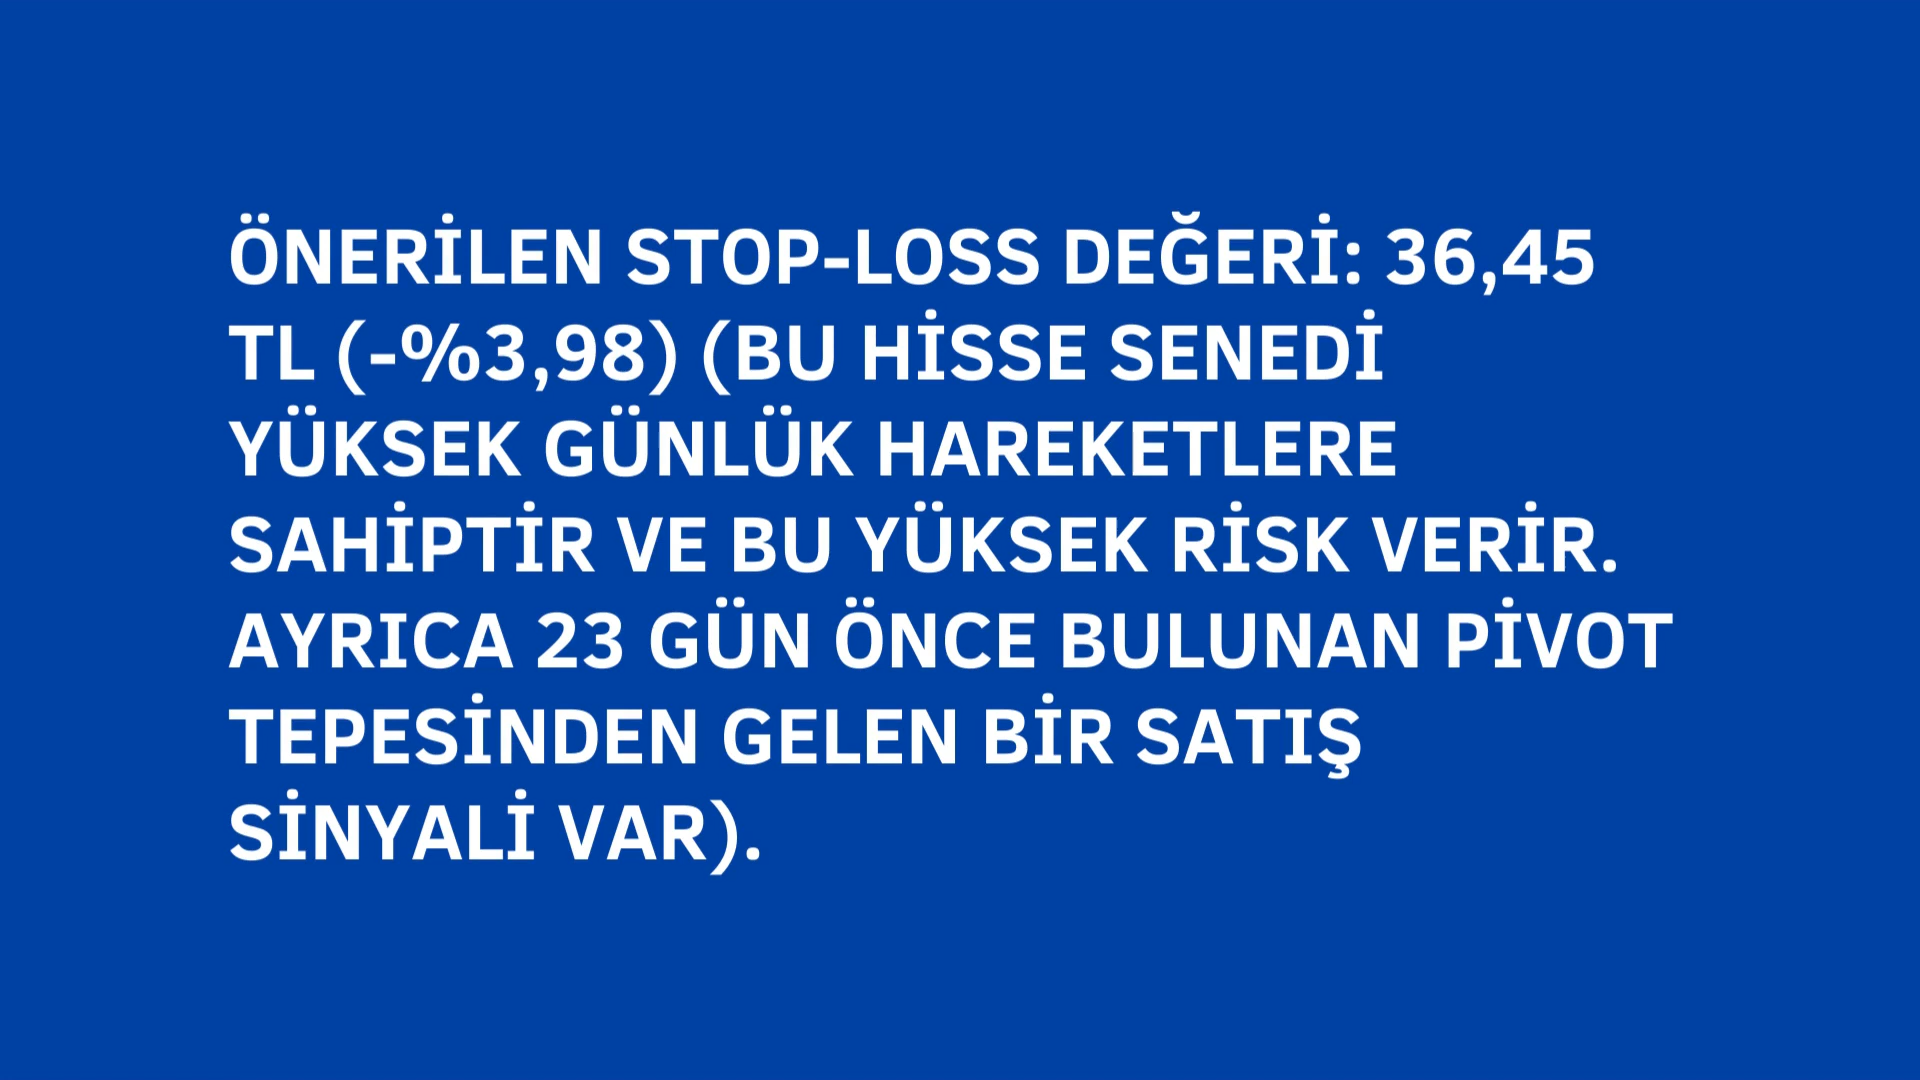 ÖNERİLEN STOP-LOSS DEĞERİ: 36,45
TL (-%3,98) (BU HİSSE SENEDİ
YÜKSEK GÜNLÜK HAREKETLERE
SAHİPTİR VE BU YÜKSEK RİSK VERİR.
AYRICA 23 GÜN ÖNCE BULUNAN PİVOT
TEPESİNDEN GELEN BİR SATIŞ
SİNYALİ VAR).